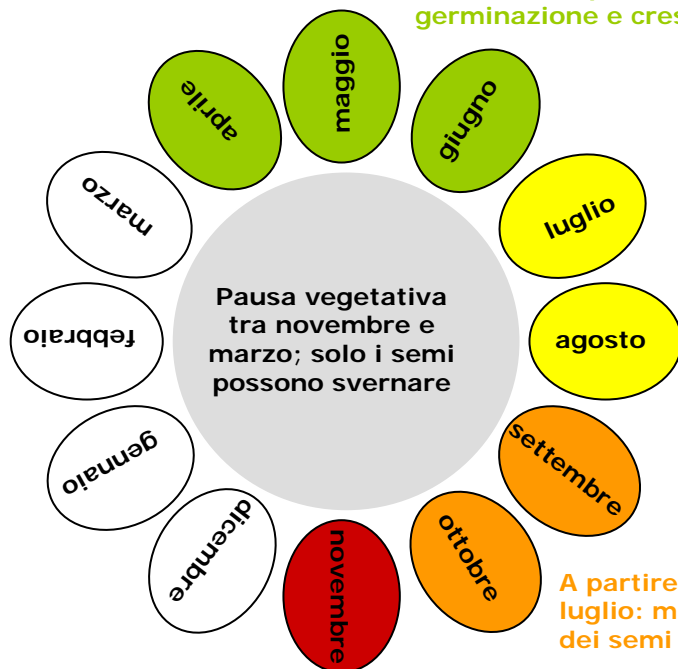 germinazione e cres
maggio
giugno
luglio
agosto
settembre
ottobre
novembre
dicembre
gennaio
febbraio
marzo
aprile
Pausa vegetativa
tra novembre e
marzo; solo i semi
possono svernare
A partire
luglio: m
dei semi